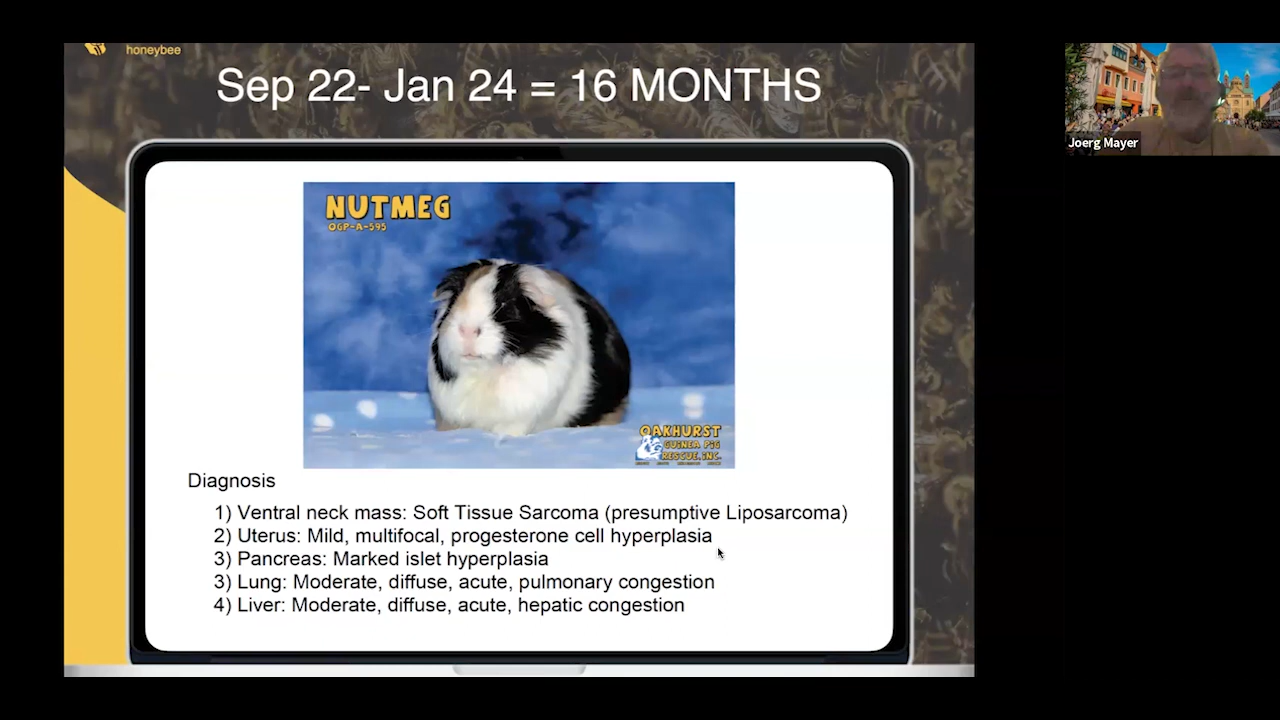 honeybee
Sep 22- Jan 24 = 16 MONTHS
Joerg Mayer
NUTMEG
OGP-A-595
OAKHURST
GUINEA PIG
RESCUE, INC.
Diagnosis
1) Ventral neck mass: Soft Tissue Sarcoma (presumptive Liposarcoma)
2) Uterus: Mild, multifocal, progesterone cell hyperplasia
3) Pancreas: Marked islet hyperplasia
3) Lung: Moderate, diffuse, acute, pulmonary congestion
4) Liver: Moderate, diffuse, acute, hepatic congestion